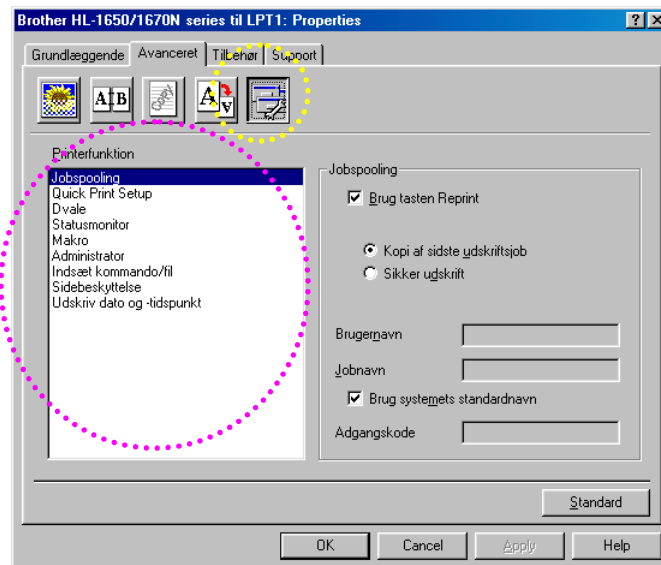 Brother HL-1650/1670N series til LPT1: Properties
Grundlæggende Avanceret Tilbehør Support
A B Copy A A
Printerfunktion
Jobspooling
Quick Print Setup
Dvale
Statusmonitor
Makro
Administrator
Indsæt kommando/fil
Sidebeskyttelse
Udskriv dato og -tidspunkt
Jobspooling
Brug tasten Reprint
Kopi af sidste udskriftsjob
Sikker udskrift
Brugernavn
Jobnavn
Brug systemets standardnavn
Adgangskode
Standard
OK Cancel Apply Help